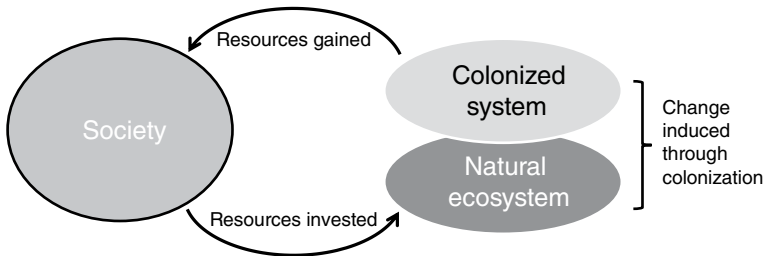 Resources gained
Society
Colonized
system
Natural
ecosystem
Change
induced
through
colonization
Resources invested